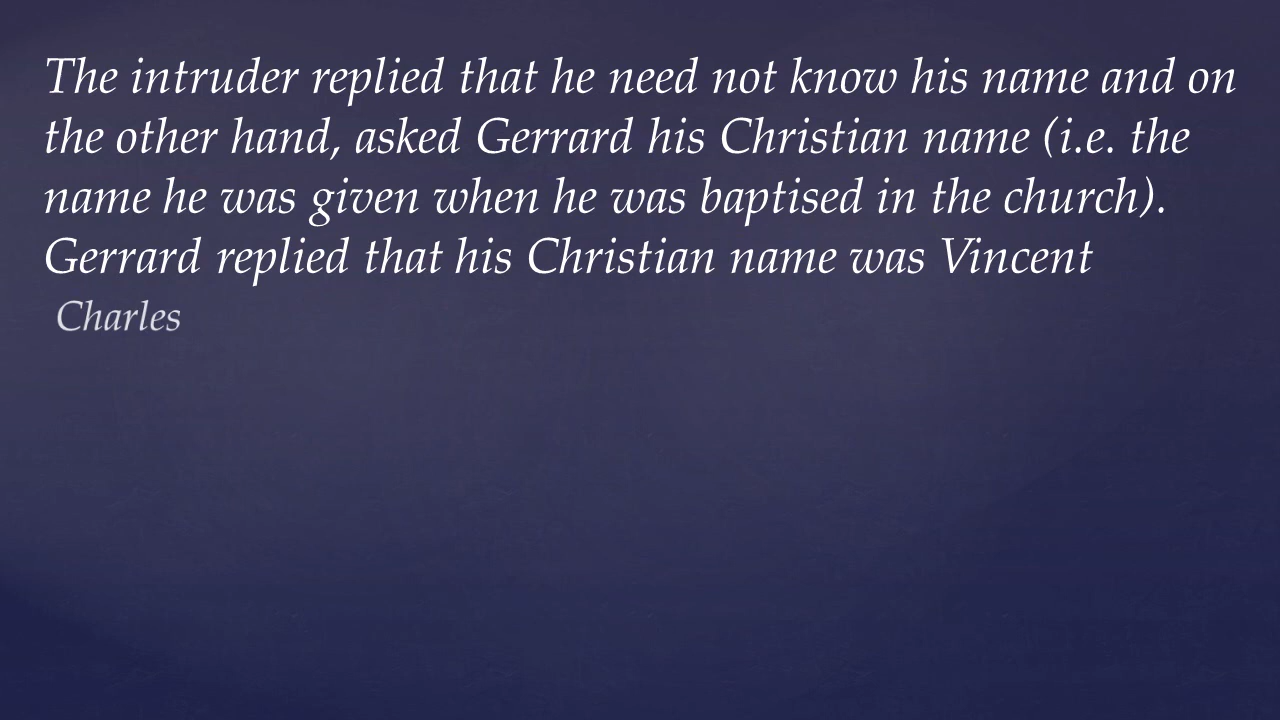 The intruder replied that he need not know his name and on
the other hand, asked Gerrard his Christian name (i.e. the
name he was given when he was baptised in the church).
Gerrard replied that his Christian name was Vincent
Charles